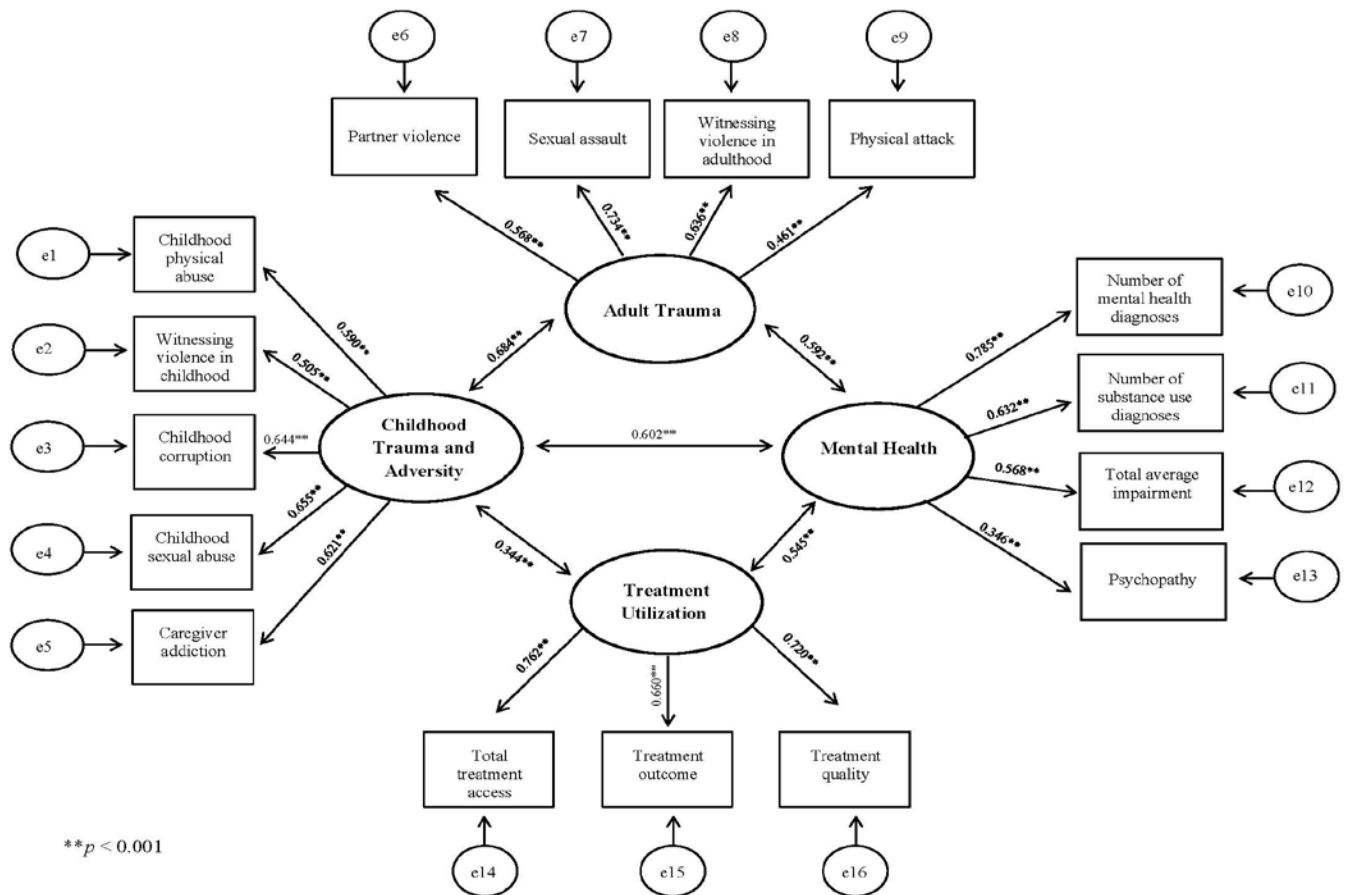 e6
e7
e8
e9
Partner violence
Sexual assault
Witnessing
violence in
adulthood
Physical attack
0.568**
0.734**
0.636**
0.461**
Adult Trauma
e1
Childhood
physical
abuse
e2
Witnessing
violence in
childhood
e3
Childhood
corruption
e4
Childhood
sexual abuse
e5
Caregiver
addiction
0.590**
0.505**
0.644**
0.655**
0.621**
Childhood
Trauma and
Adversity
0.684**
0.592**
0.602**
0.344**
0.545**
Mental Health
0.785**
0.632**
0.568**
0.346**
Number of
mental health
diagnoses
e10
Number of
substance use
diagnoses
e11
Total average
impairment
e12
Psychopathy
e13
Treatment
Utilization
0.762**
0.660**
0.720**
Total
treatment
access
Treatment
outcome
Treatment
quality
e14
e15
e16
**p < 0.001